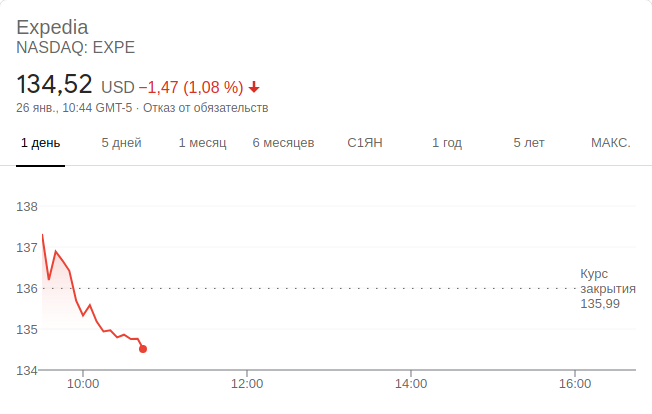 Expedia
NASDAQ: EXPE
134,52 USD −1,47 (1,08 %)
26 янв., 10:44 GMT-5 · Отказ от обязательств
1 день 5 дней 1 месяц 6 месяцев С1ЯН 1 год 5 лет МАКС.
138
137
136
135
134
Курс
закрытия
135,99
10:00 12:00 14:00 16:00